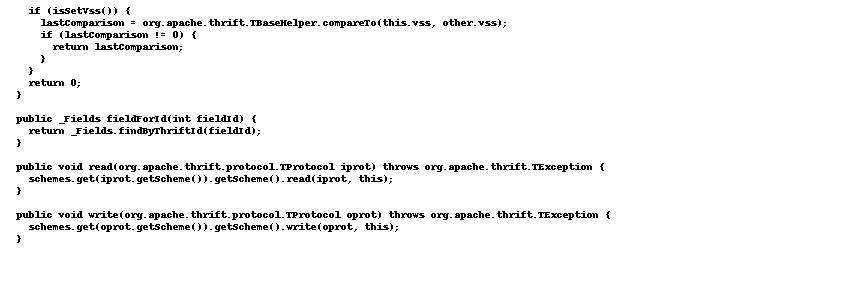 if (isSetVss()) {
lastComparison = org.apache.thrift.TBaseHelper.compareTo(this.vss, other.vss);
if (lastComparison != 0) {
return lastComparison;
}
}
return 0;
}
public _Fields fieldForId(int fieldId) {
return _Fields.findByThriftId(fieldId);
}
public void read(org.apache.thrift.protocol.TProtocol iprot) throws org.apache.thrift.TException {
schemes.get(iprot.getScheme()).getScheme().read(iprot, this);
}
public void write(org.apache.thrift.protocol.TProtocol oprot) throws org.apache.thrift.TException {
schemes.get(oprot.getScheme()).getScheme().write(oprot, this);
}